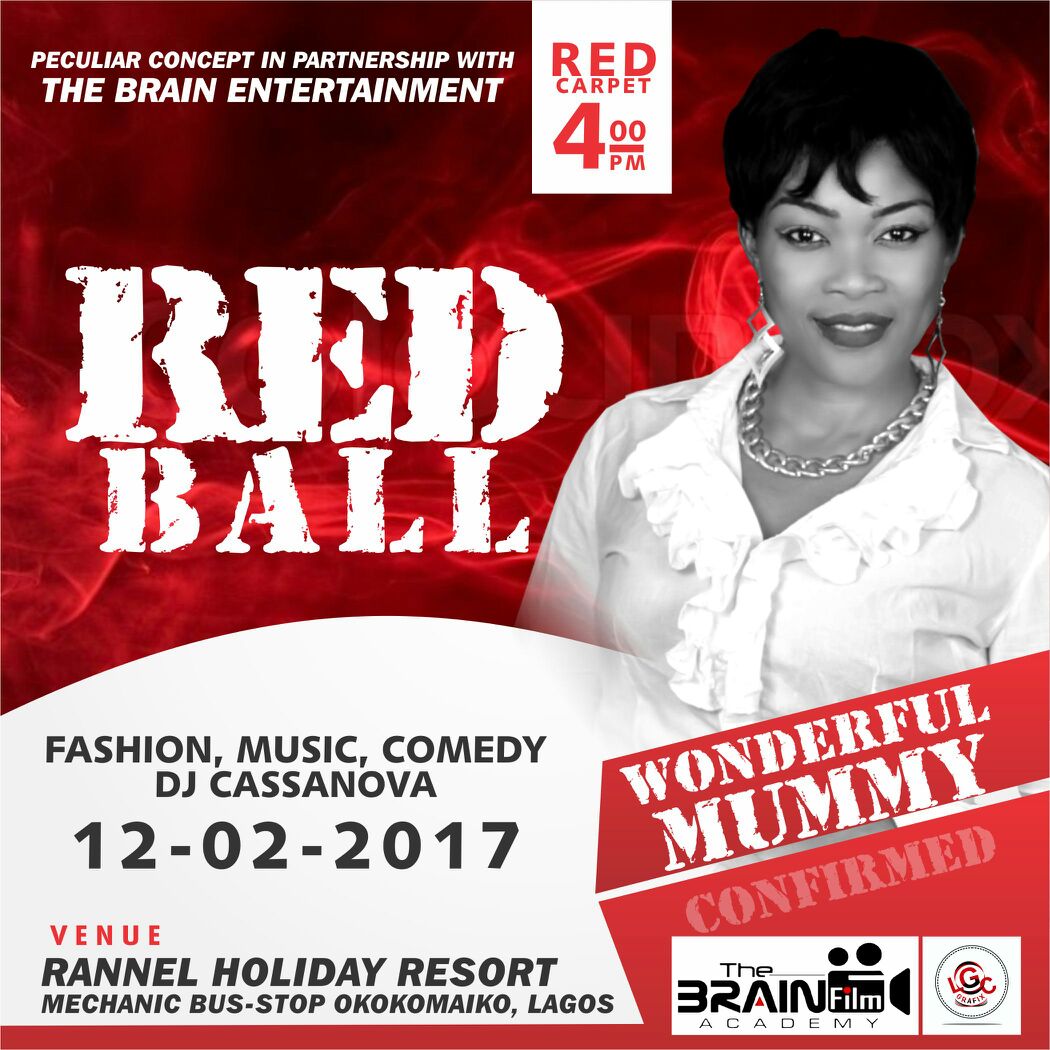 PECULIAR CONCEPT IN PARTNERSHIP WITH
THE BRAIN ENTERTAINMENT
RED
CARPET
4 00
PM
RED
BALL
FASHION, MUSIC, COMEDY
DJ CASSANOVA
12-02-2017
VENUE
RANNEL HOLIDAY RESORT
MECHANIC BUS-STOP OKOKOMAIKO, LAGOS
WONDERFUL
MUMMY
CONFIRMED
The
BRAIN Film
ACADEMY
LGC
GRAFIX